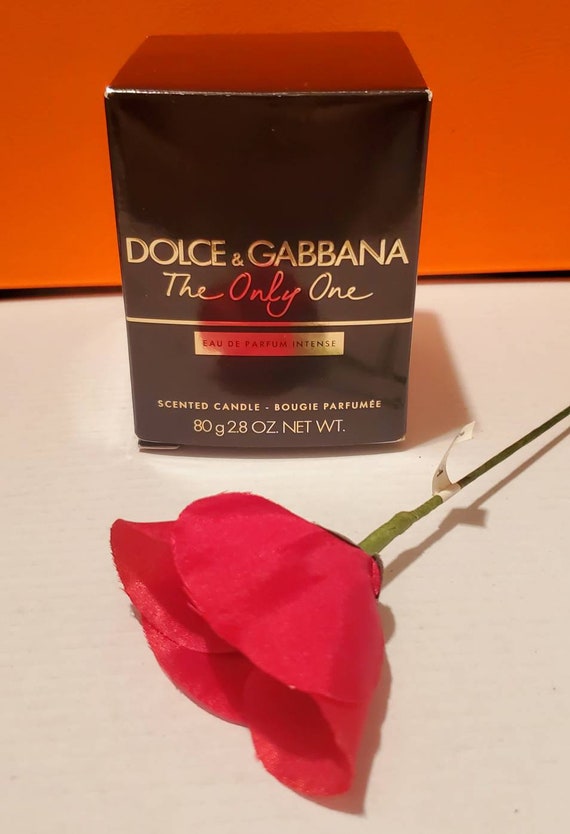 DOLCE & GABBANA
The Only One
EAU DE PARFUM INTENSE
SCENTED CANDLE - BOUGIE PARFUMÉE
80 g 2.8 OZ. NET WT.